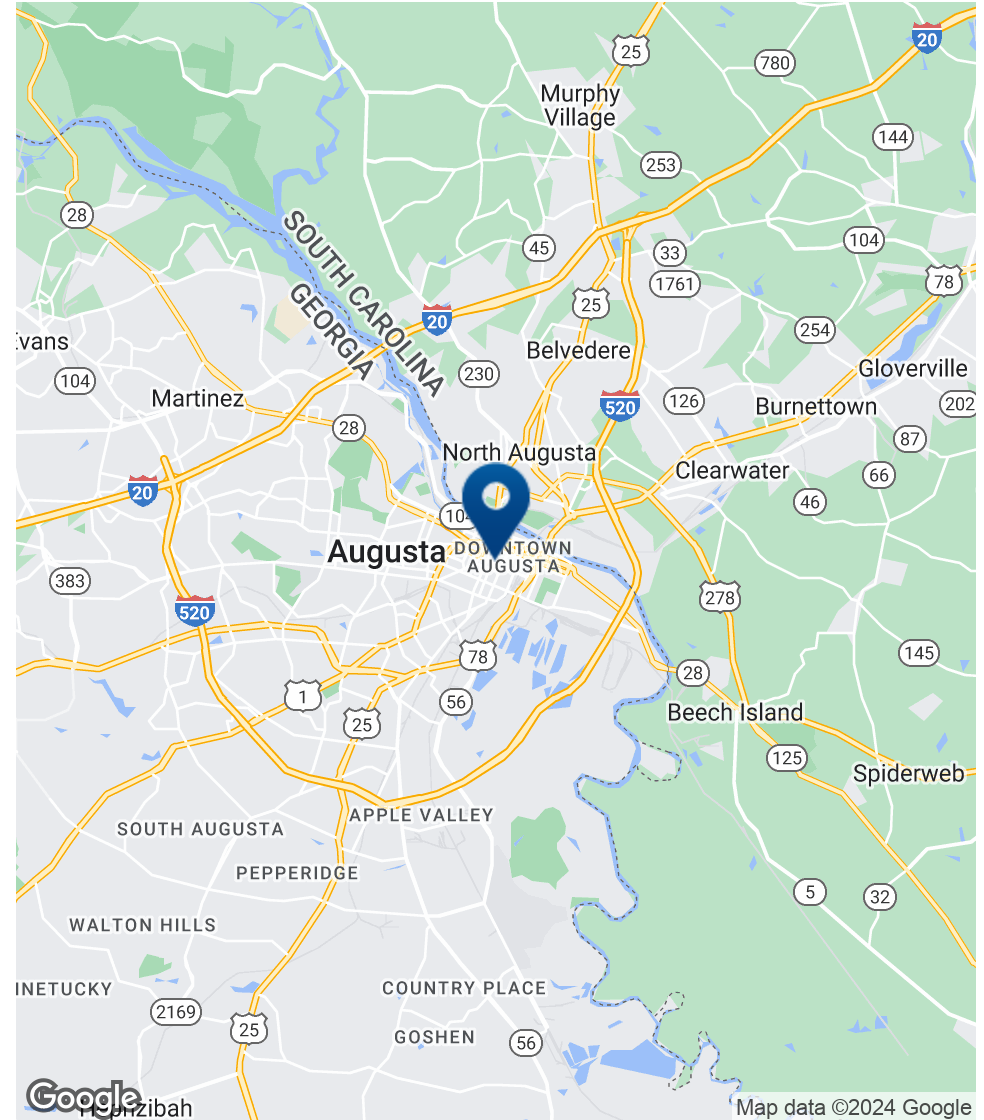 25
20
780
Murphy
Village
144
253
28
SOUTH CAROLINA
GEORGIA
45
33
104
1761
78
25
20
254
Evans
Belvedere
Gloverville
104
230
Martinez
126
202
Burnettown
520
28
87
North Augusta
Clearwater
66
20
46
104
Augusta
DOWNTOWN
AUGUSTA
383
278
520
78
145
28
1
56
25
Beech Island
125
Spiderweb
APPLE VALLEY
SOUTH AUGUSTA
PEPPERIDGE
5
32
WALTON HILLS
INETUCKY
COUNTRY PLACE
2169
25
GOSHEN
56
Google
Hephzibah
Map data ©2024 Google